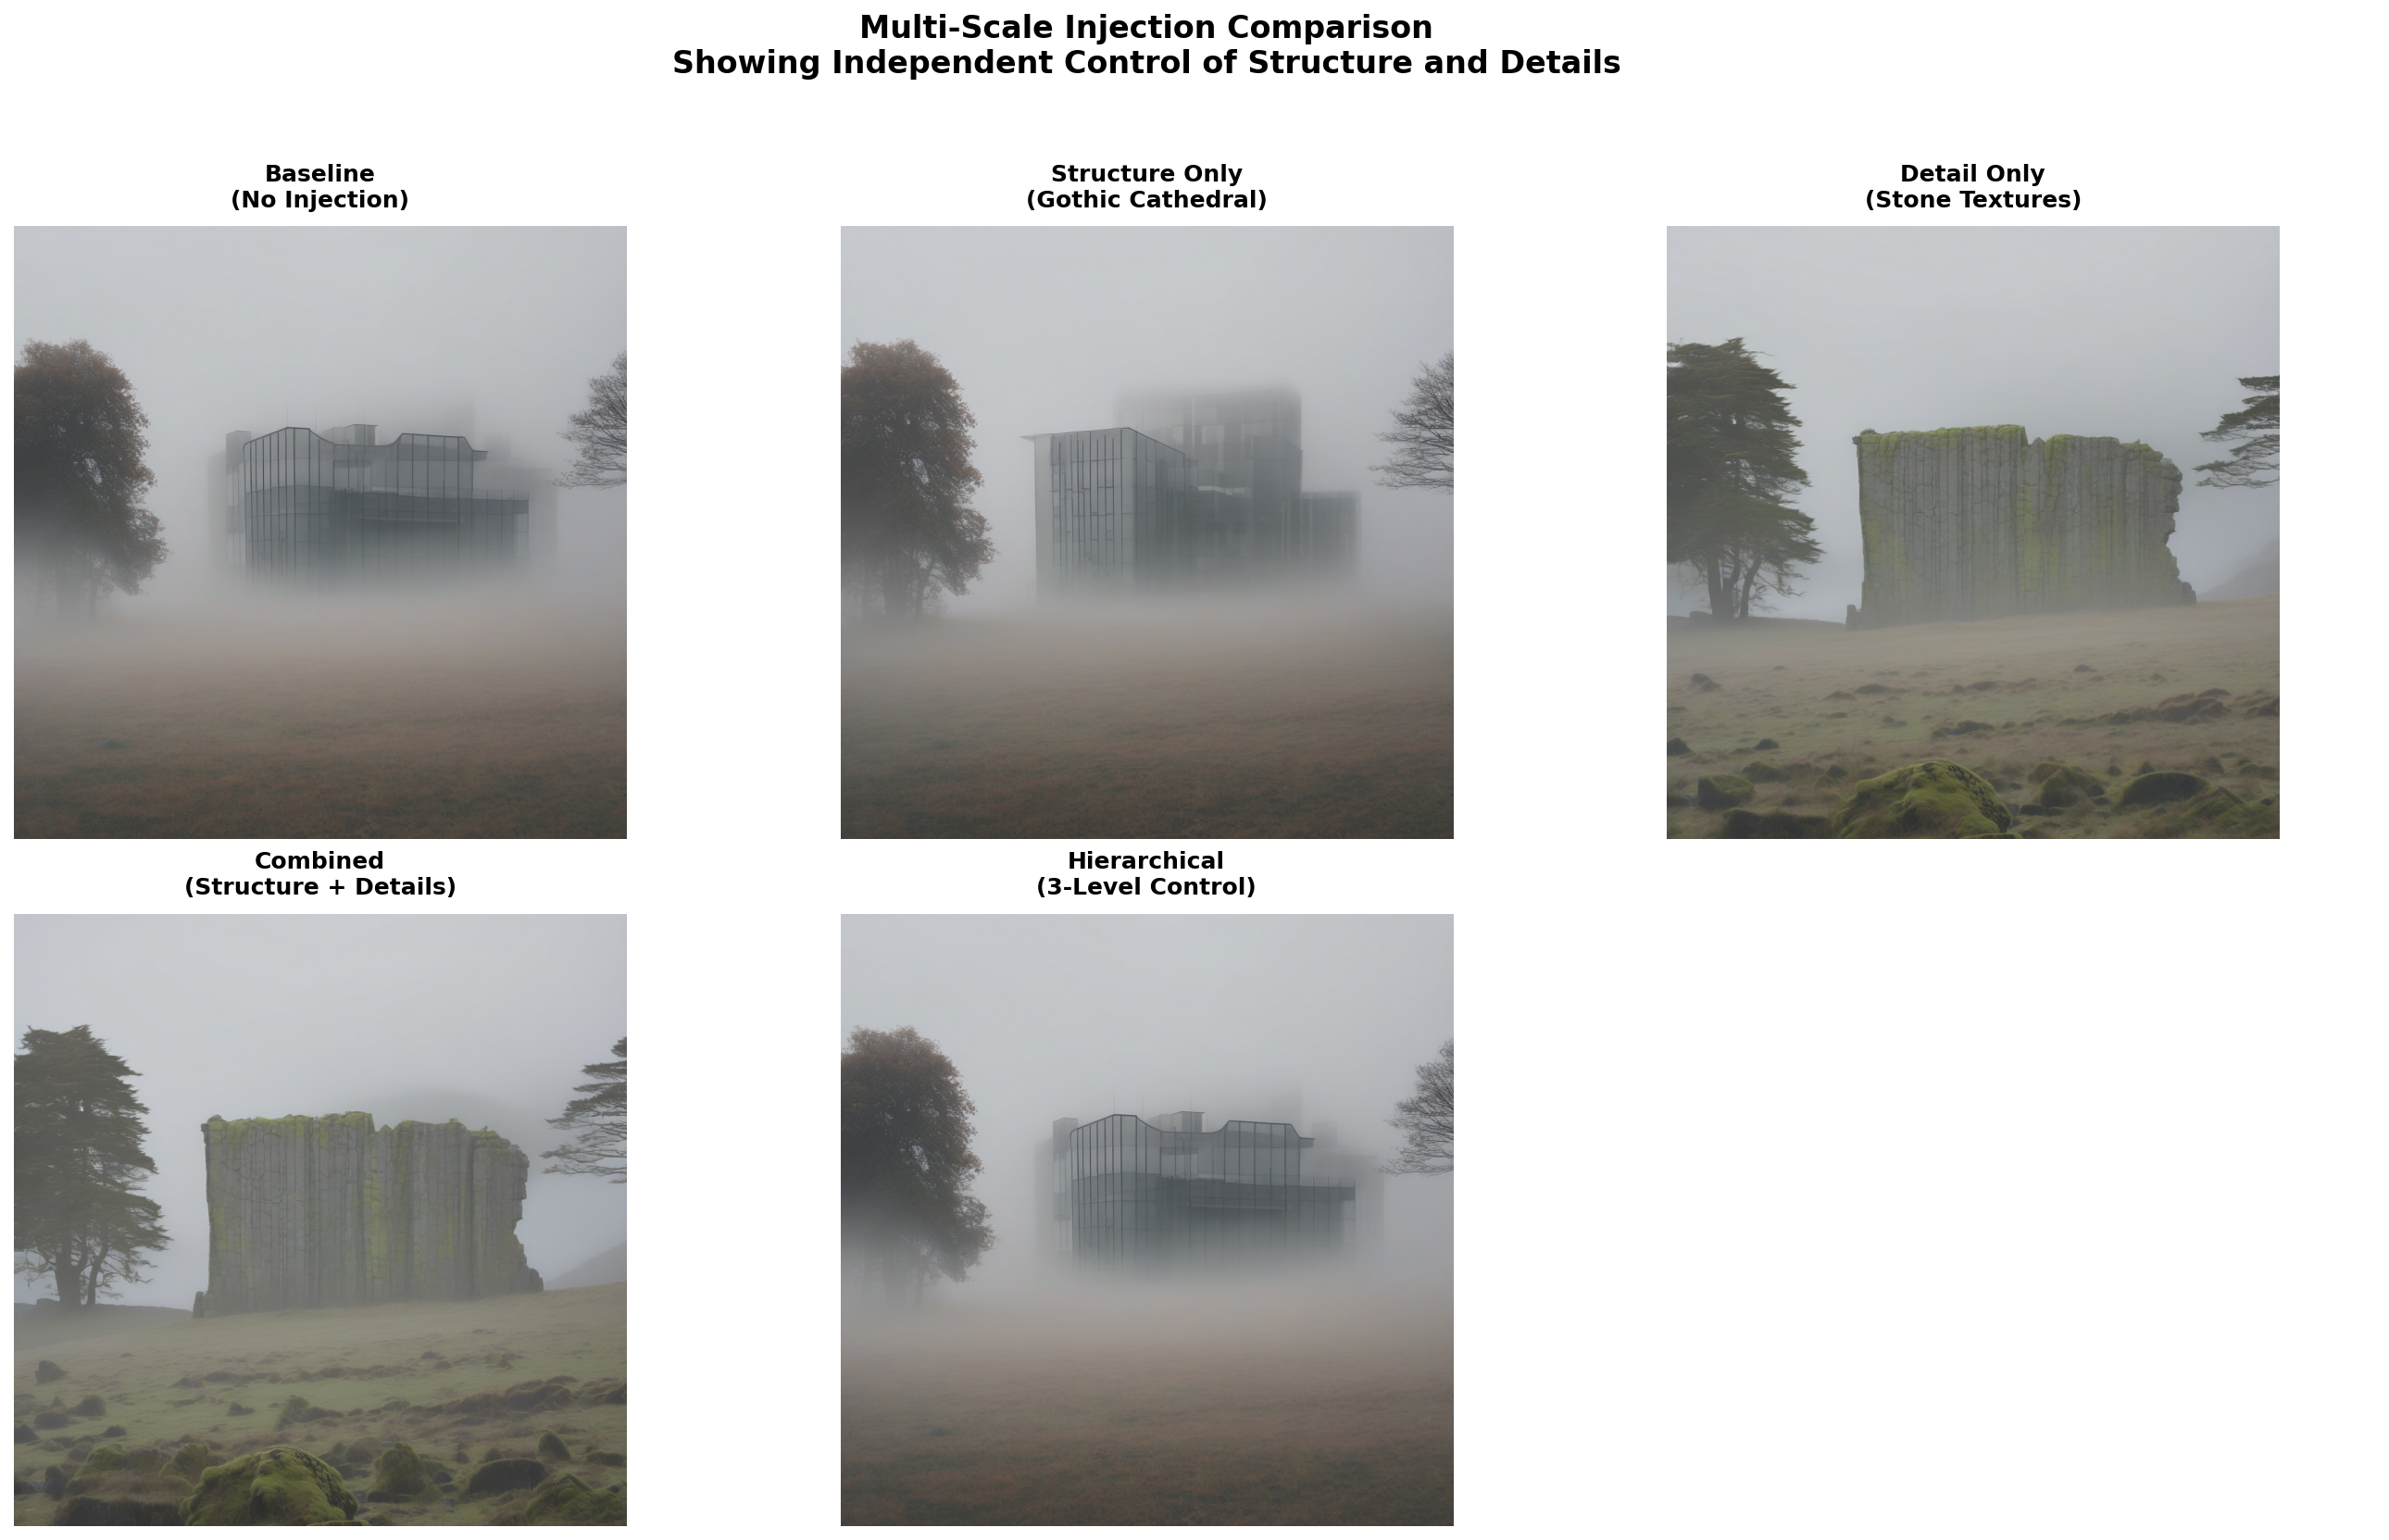 Multi-Scale Injection Comparison
Showing Independent Control of Structure and Details
Baseline
(No Injection)
Structure Only
(Gothic Cathedral)
Detail Only
(Stone Textures)
Combined
(Structure + Details)
Hierarchical
(3-Level Control)